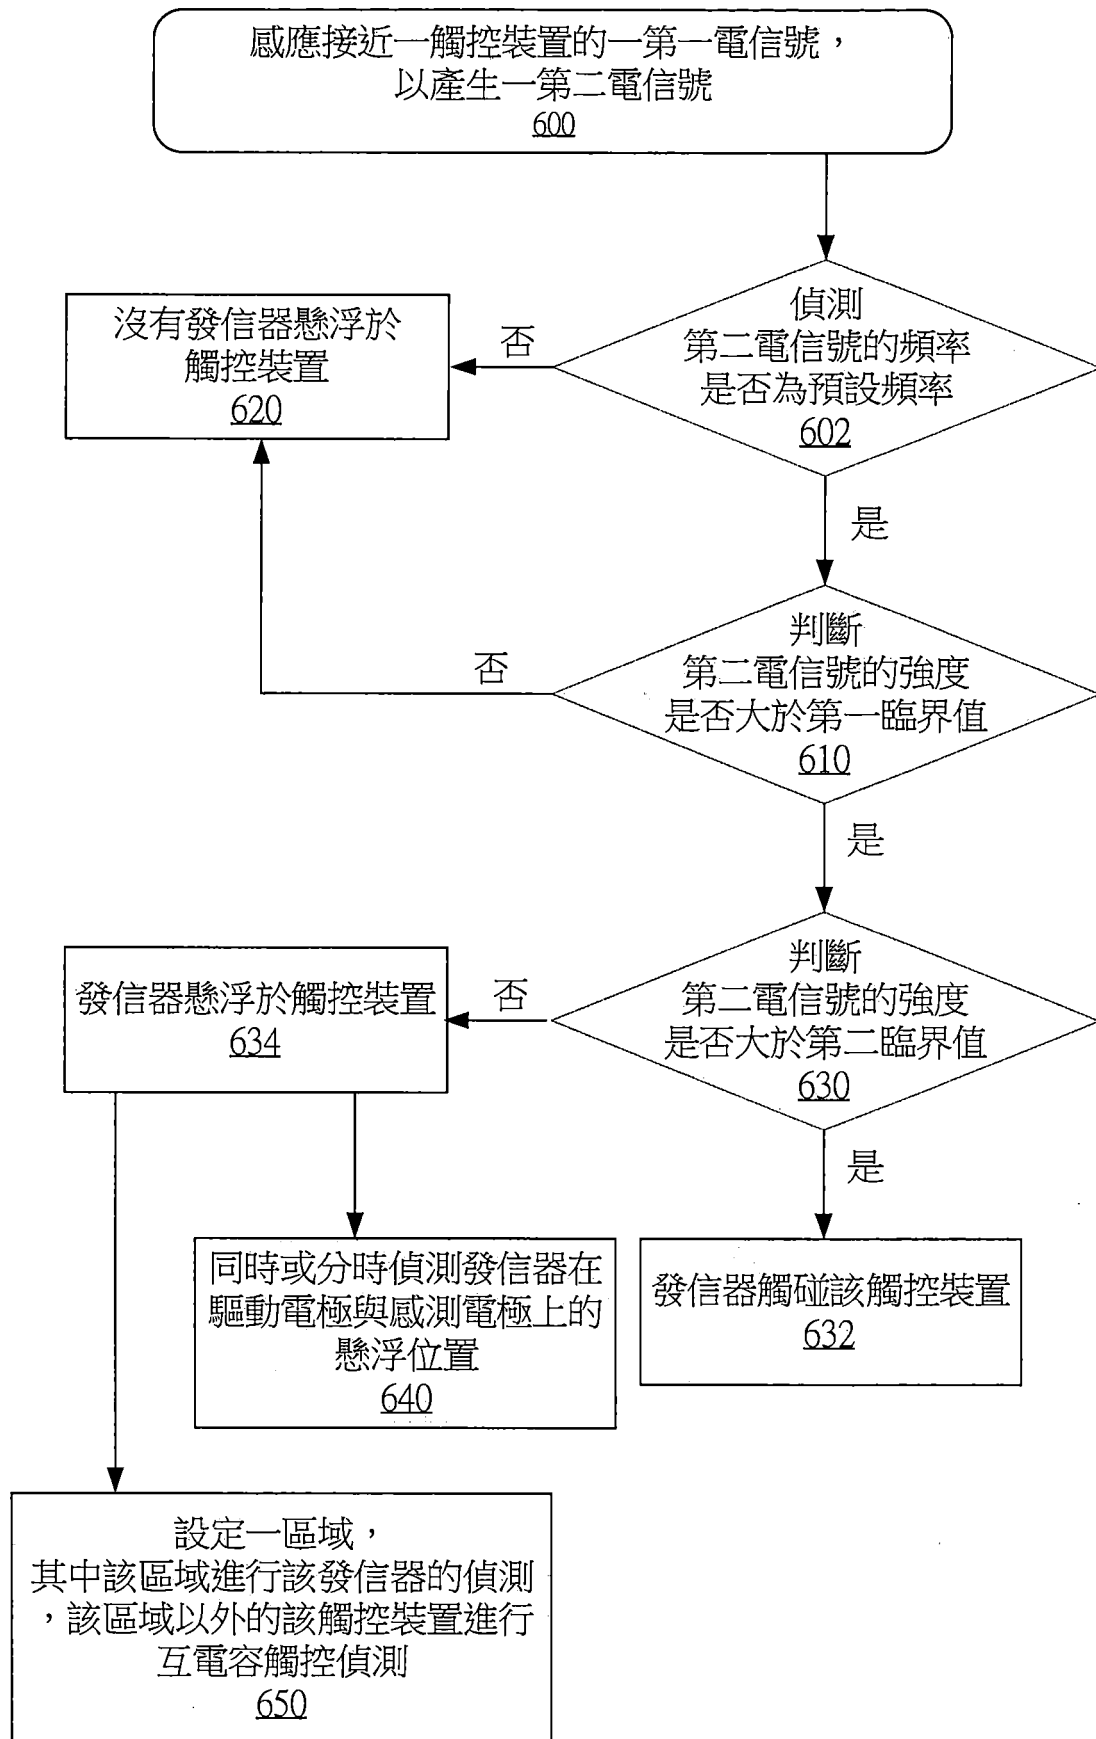 感應接近一觸控裝置的一第一電信號，
以產生一第二電信號
600
偵測
第二電信號的頻率
是否為預設頻率
602
否
沒有發信器懸浮於
觸控裝置
620
是
判斷
第二電信號的強度
是否大於第一臨界值
610
否
是
判斷
第二電信號的強度
是否大於第二臨界值
630
否
發信器懸浮於觸控裝置
634
是
同時或分時偵測發信器在
驅動電極與感測電極上的
懸浮位置
640
發信器觸碰該觸控裝置
632
設定一區域，
其中該區域進行該發信器的偵測
，該區域以外的該觸控裝置進行
互電容觸控偵測
650